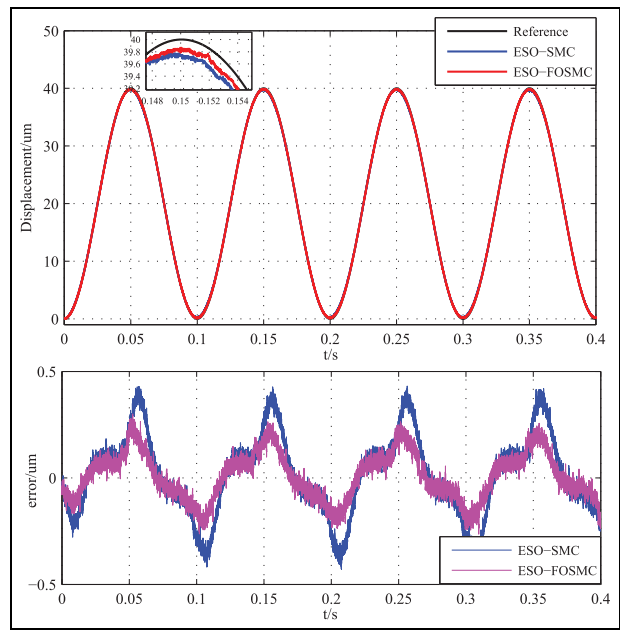 50
40
30
20
10
0
Displacement/um
40
39.8
39.6
39.4
39.2
0.148 0.15 0.152 0.154
Reference
ESO−SMC
ESO−FOSMC
0 0.05 0.1 0.15 0.2 0.25 0.3 0.35 0.4
t/s
0.5
0
−0.5
error/um
ESO−SMC
ESO−FOSMC
0 0.05 0.1 0.15 0.2 0.25 0.3 0.35 0.4
t/s